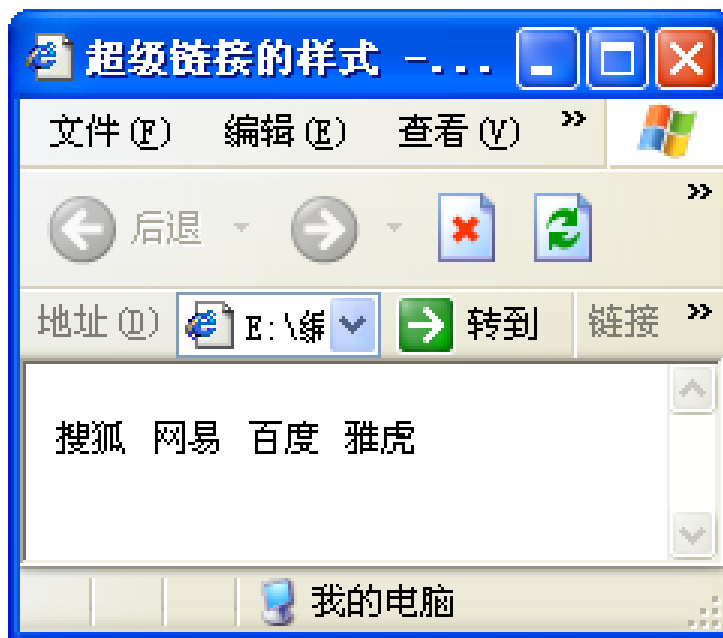 超级链接的样式 -...
文件(F) 编辑(E) 查看(V) »
后退 »
地址(D) E:\ 转到 链接 »
搜狐 网易 百度 雅虎
我的电脑